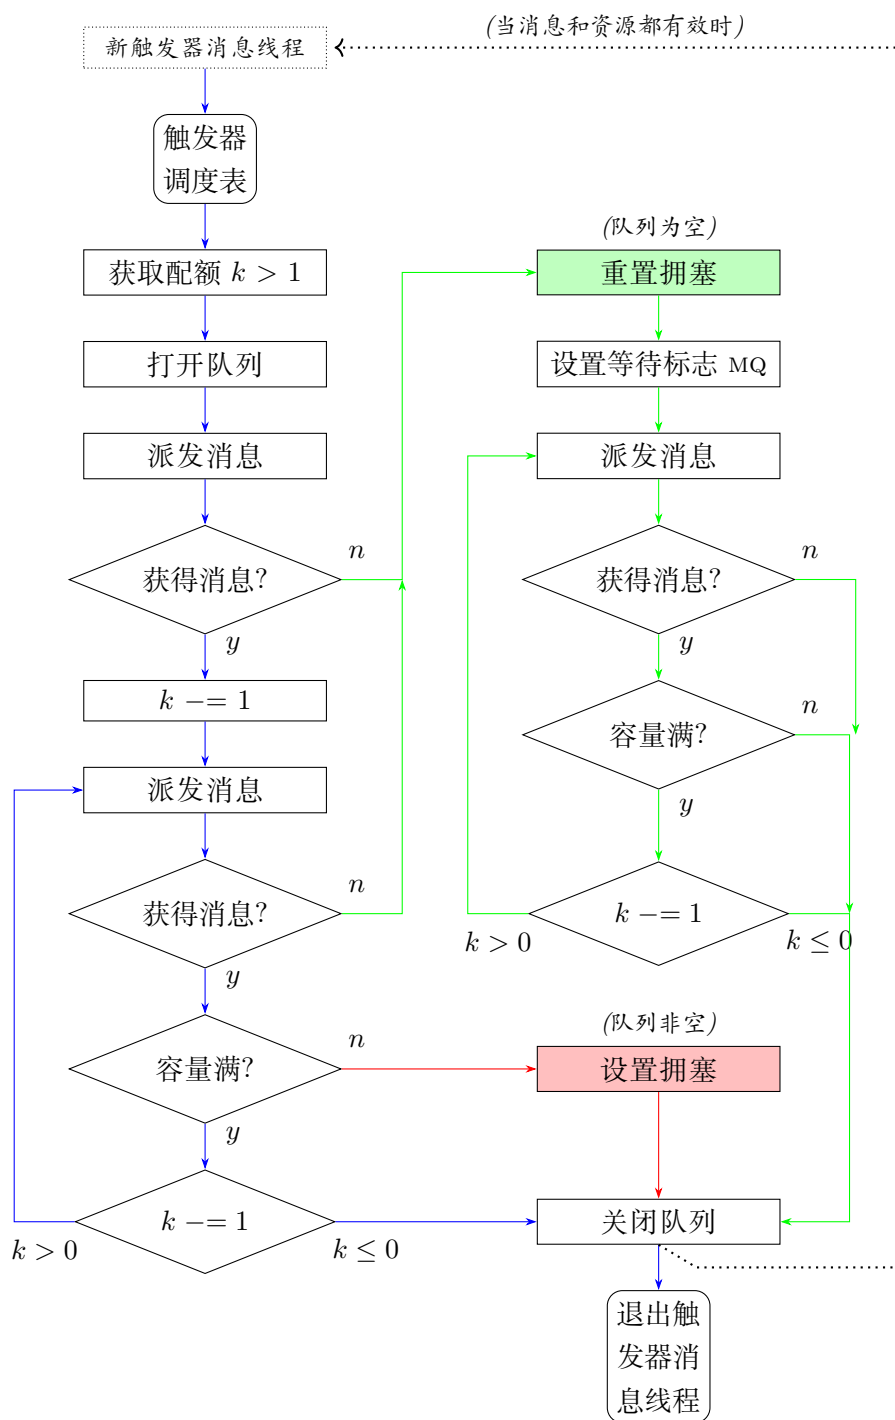 (当消息和资源都有效时)
新触发器消息线程
触发器
调度表
(队列为空)
获取配额 k > 1
重置拥塞
打开队列
设置等待标志 MQ
派发消息
派发消息
获得消息?
n
y
获得消息?
n
y
k −= 1
容量满?
n
y
派发消息
获得消息?
n
y
k −= 1
k > 0
k ≤ 0
(队列非空)
容量满?
n
y
设置拥塞
k −= 1
k > 0
k ≤ 0
关闭队列
退出触
发器消
息线程